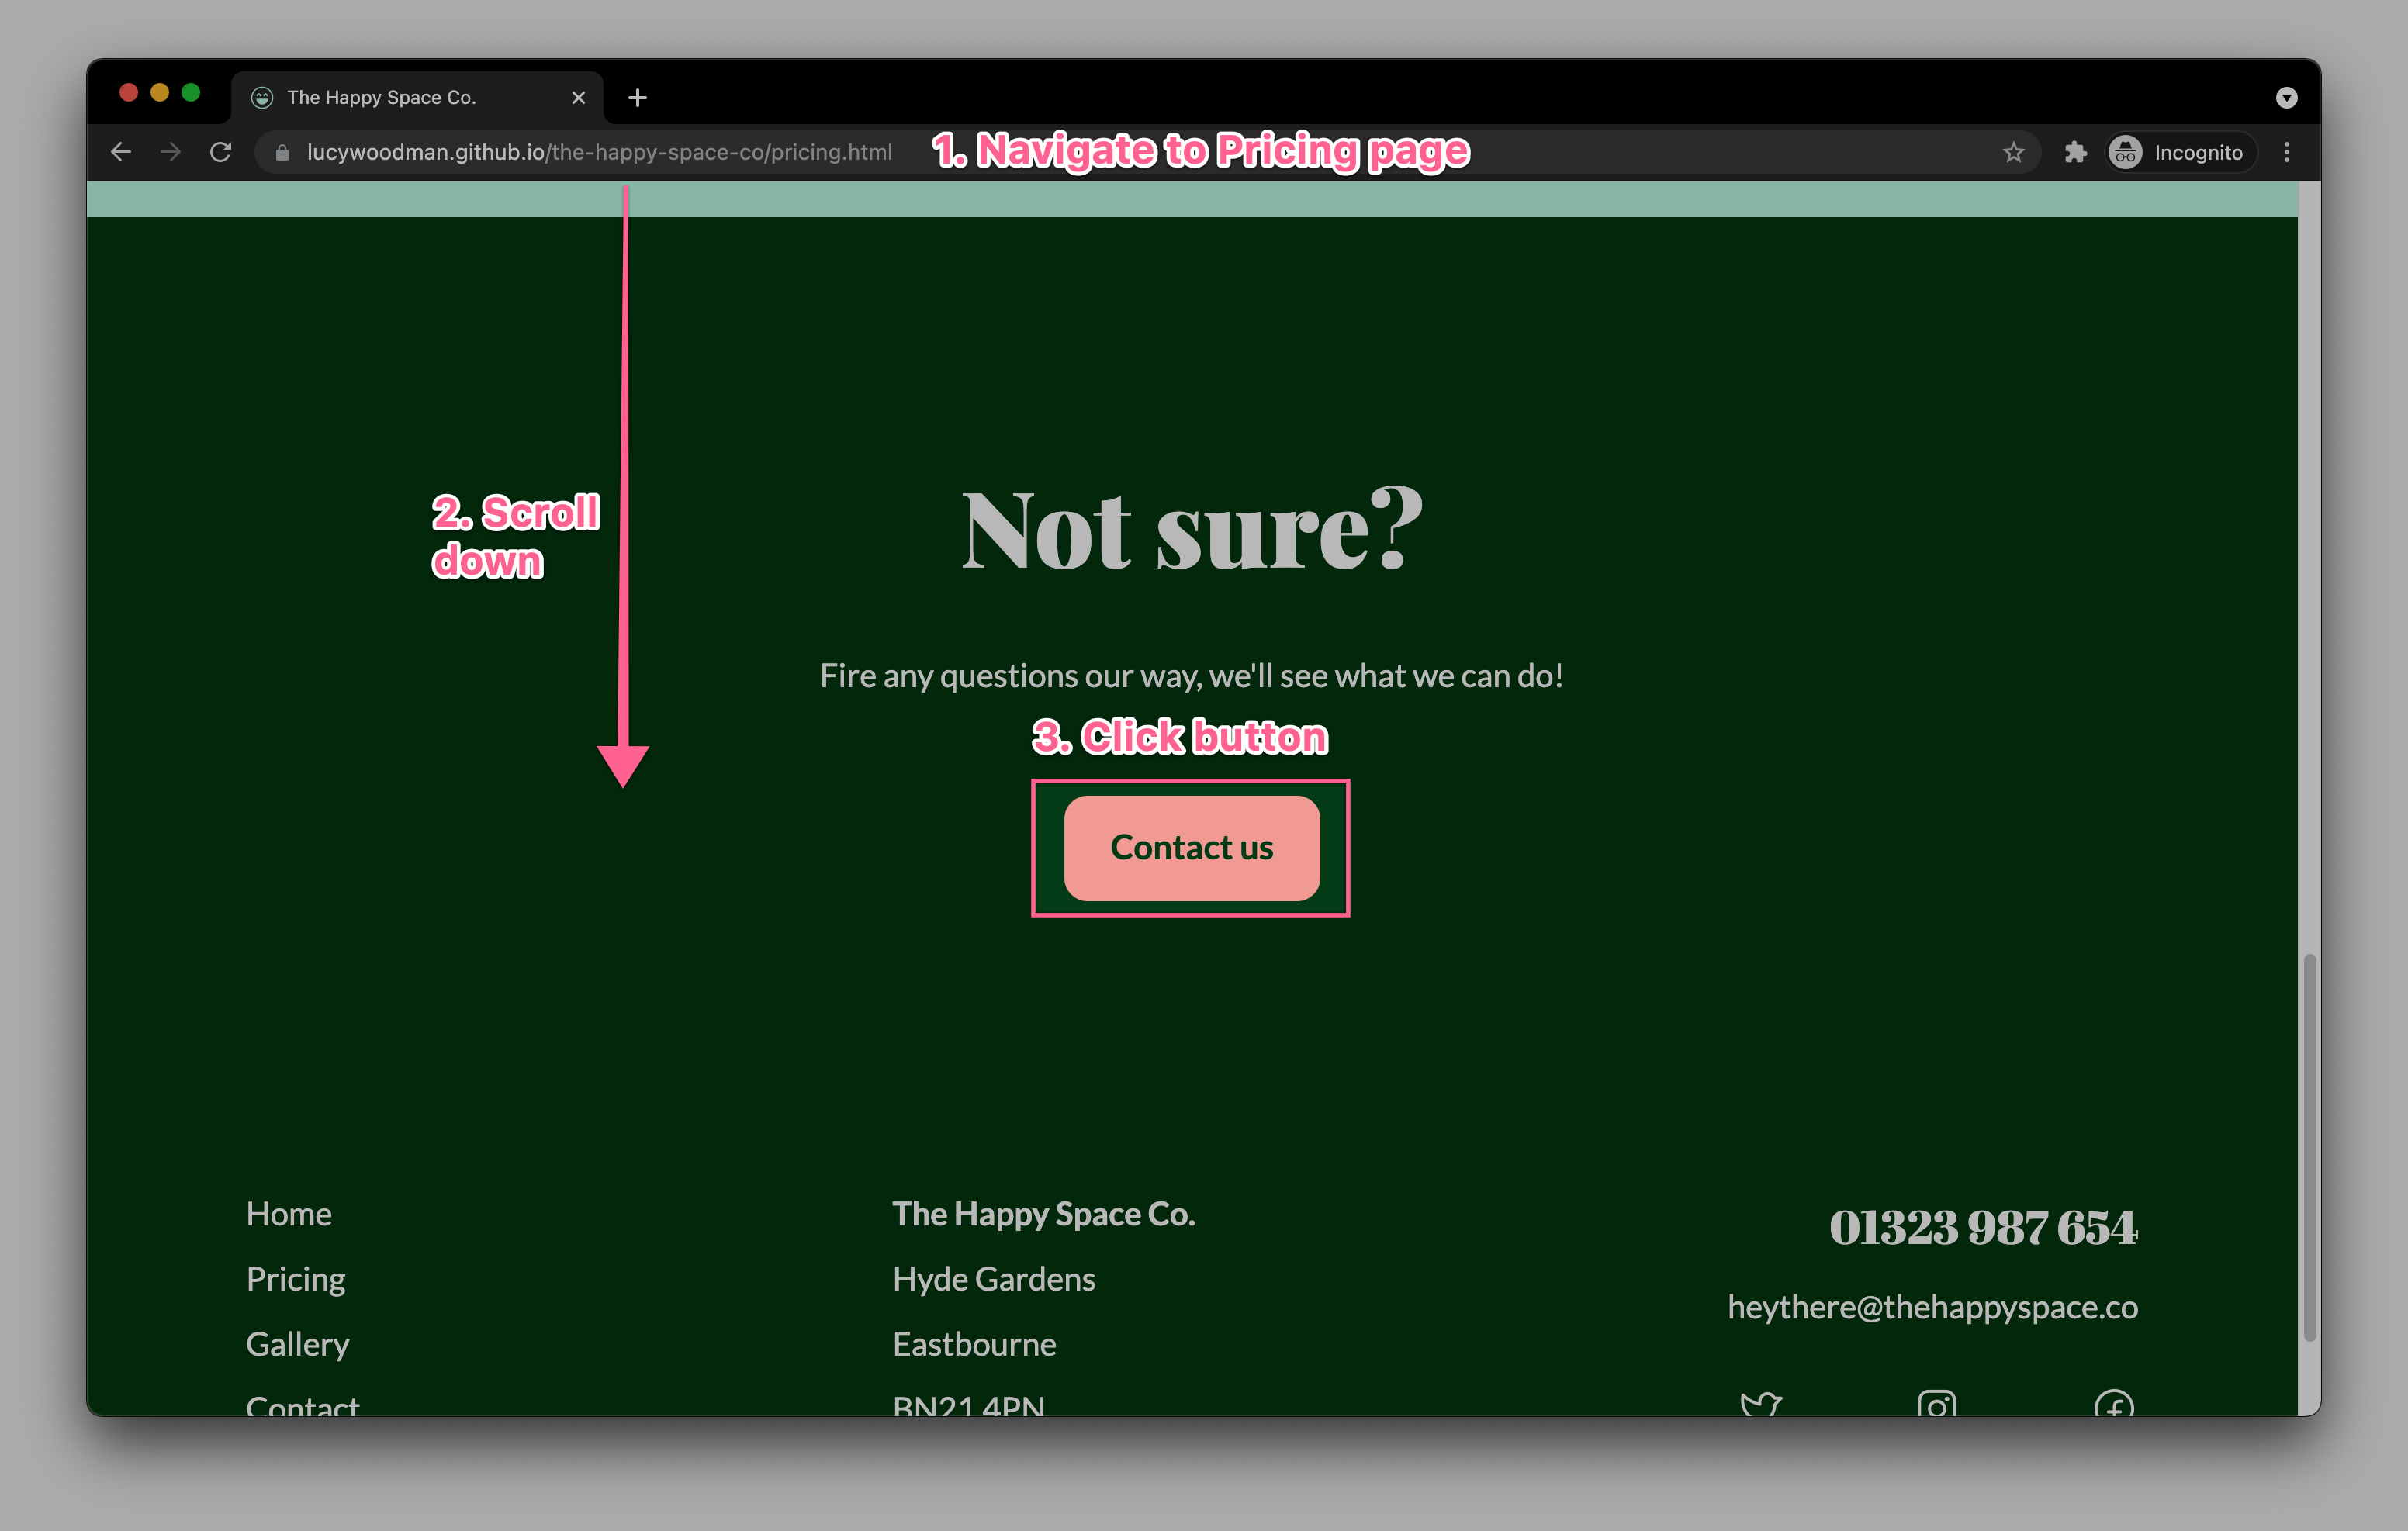 The Happy Space Co.
lucywoodman.github.io/the-happy-space-co/pricing.html
1. Navigate to Pricing page
Incognito
2. Scroll
down
Not sure?
Fire any questions our way, we'll see what we can do!
3. Click button
Contact us
Home
Pricing
Gallery
Contact
The Happy Space Co.
Hyde Gardens
Eastbourne
BN21 4PN
01323 987 654
heythere@thehappyspace.co